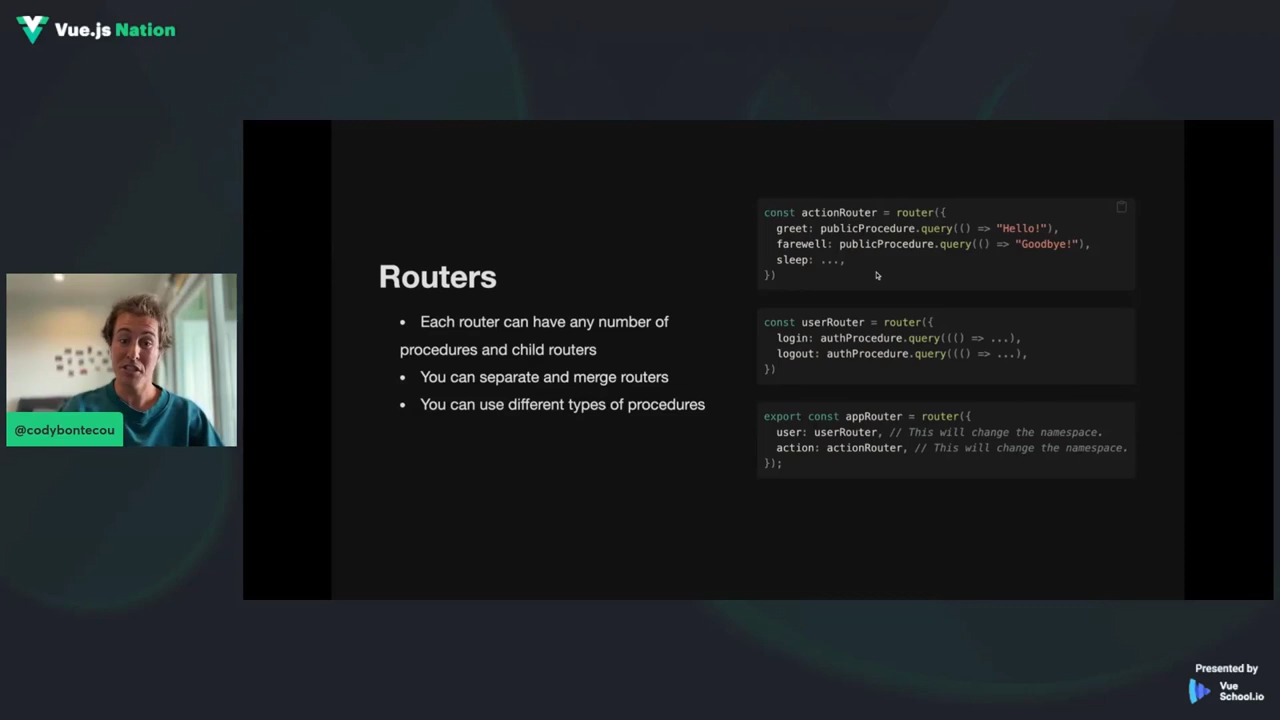 Vue.js Nation
Routers
• Each router can have any number of
procedures and child routers
• You can separate and merge routers
• You can use different types of procedures
const actionRouter = router({
greet: publicProcedure.query(() => "Hello!"),
farewell: publicProcedure.query(() => "Goodbye!"),
sleep: ...,
})
const userRouter = router({
login: authProcedure.query((() => ...),
logout: authProcedure.query((() => ...),
})
export const appRouter = router({
user: userRouter, // This will change the namespace.
action: actionRouter, // This will change the namespace.
});
@codybontecou
Presented by
Vue
School.io